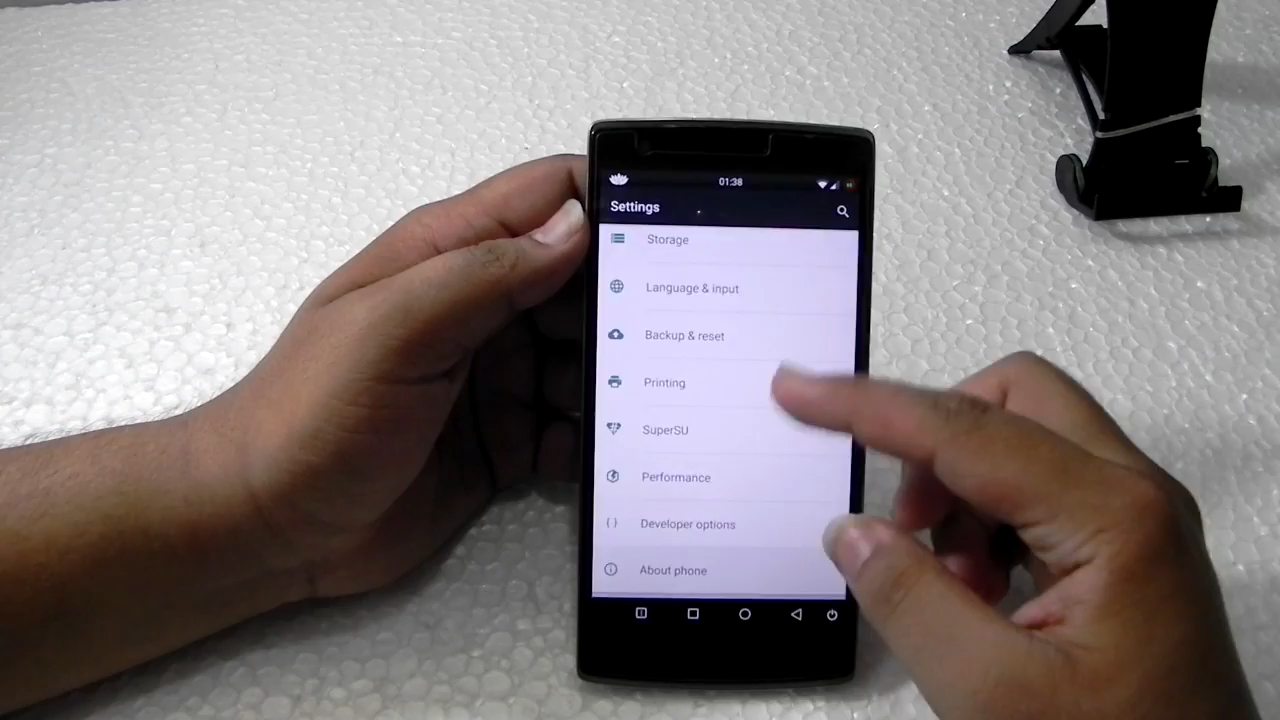 01:38
Settings
Storage
Language & input
Backup & reset
Printing
SuperSU
Performance
Developer options
About phone